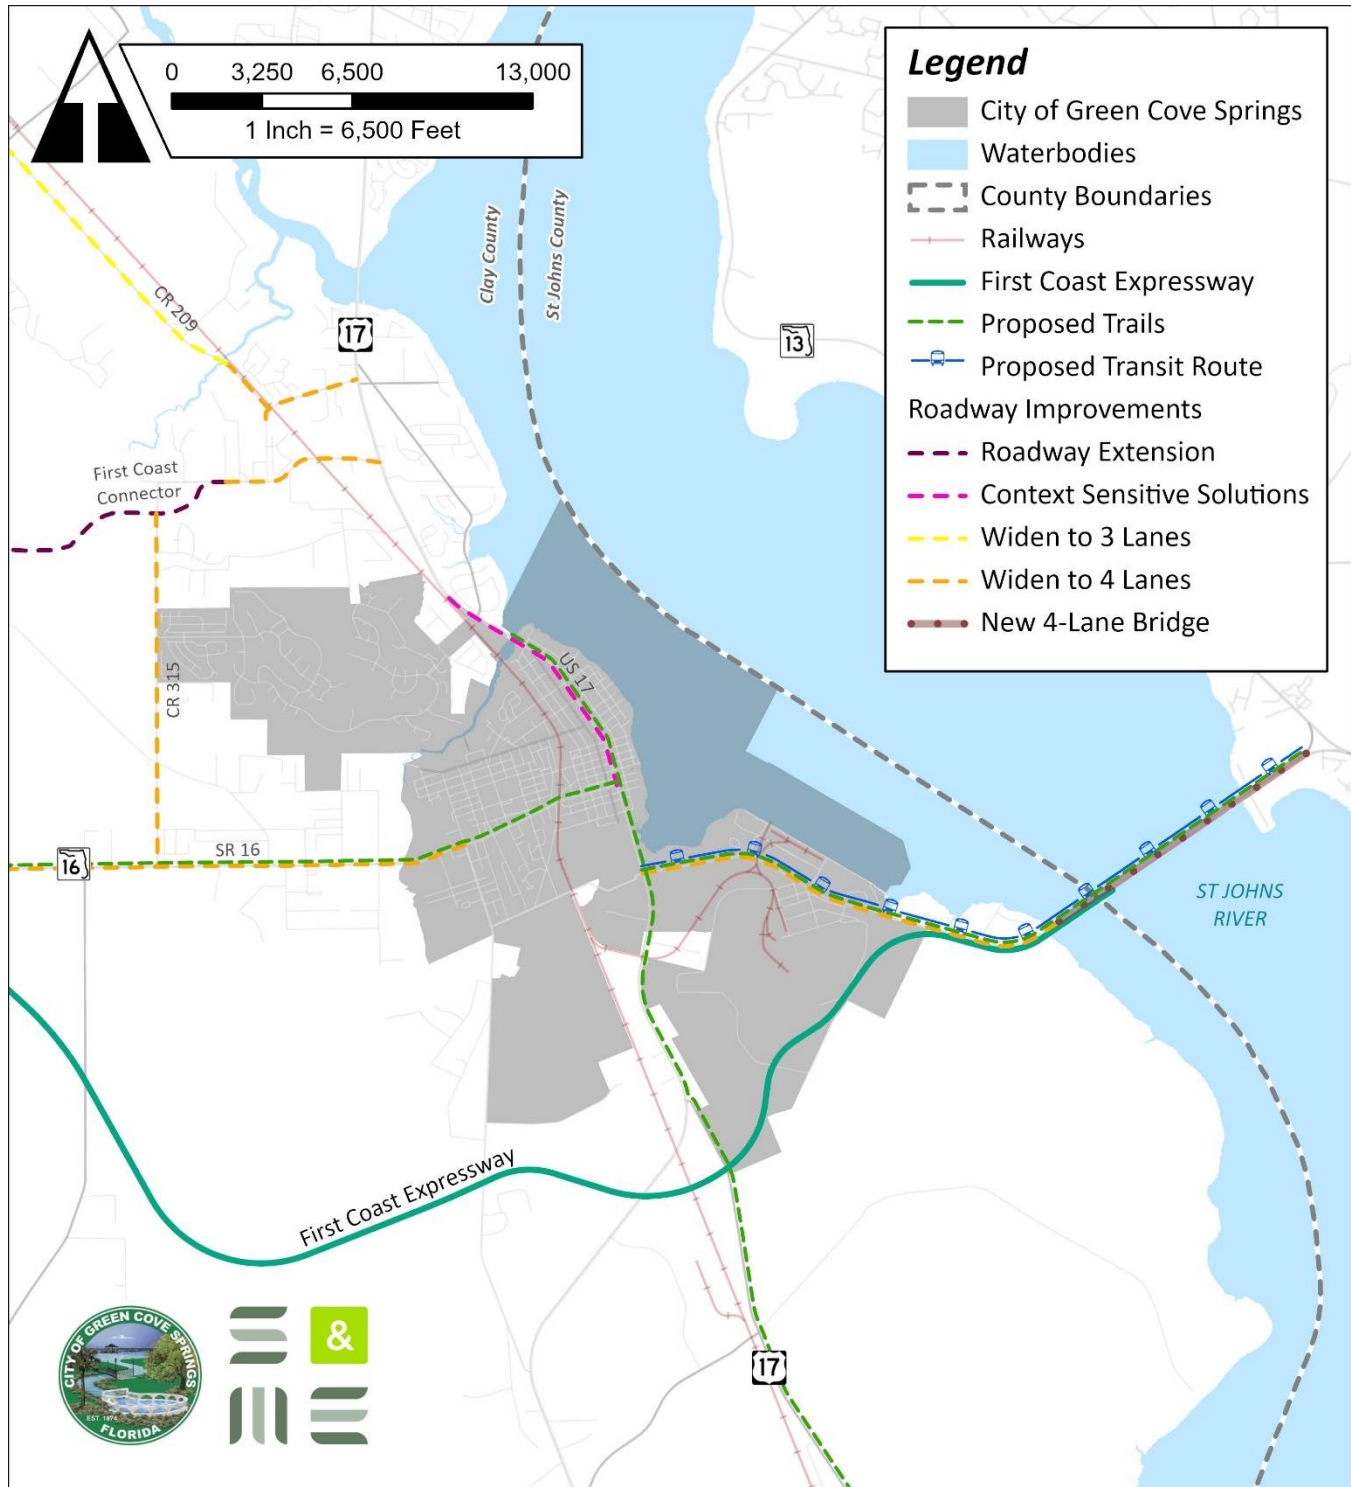 0 3,250 6,500 13,000
1 Inch = 6,500 Feet
Legend
City of Green Cove Springs
Waterbodies
County Boundaries
Railways
First Coast Expressway
Proposed Trails
Proposed Transit Route
Roadway Improvements
Roadway Extension
Context Sensitive Solutions
Widen to 3 Lanes
Widen to 4 Lanes
New 4-Lane Bridge
Clay County
St Johns County
CR 209
17
13
First Coast
Connector
CR 315
US 17
SR 16
16
ST JOHNS
RIVER
First Coast Expressway
17
CITY OF GREEN COVE SPRINGS
EST. 1874
FLORIDA
S &
M E